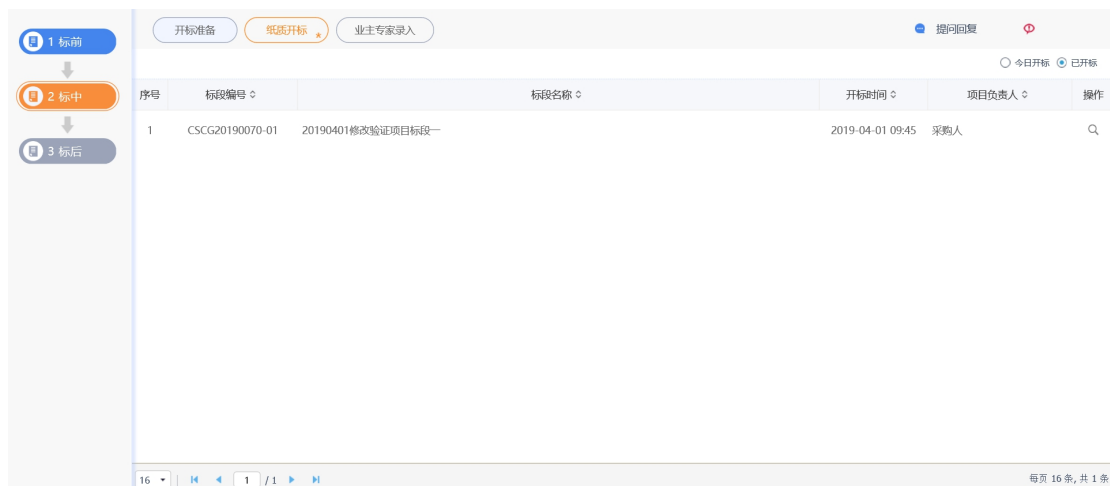 1 标前
2 标中
3 标后
开标准备 纸质开标 业主专家录入 提问回复
今日开标 已开标
序号 标段编号 标段名称 开标时间 项目负责人 操作
1 CSCG20190070-01 20190401修改验证项目标段一 2019-04-01 09:45 采购人
16 1 / 1 每页 16 条, 共 1 条